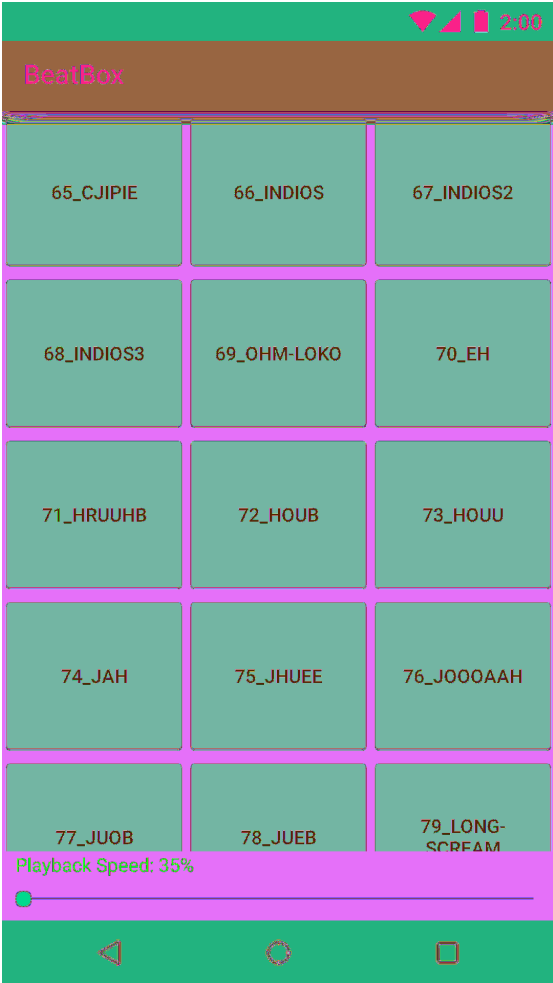 2:00
BeatBox
65_CJIPIE
66_INDIOS
67_INDIOS2
68_INDIOS3
69_OHM-LOKO
70_EH
71_HRUUHB
72_HOUB
73_HOUU
74_JAH
75_JHUEE
76_JOOOAAH
77_JUOB
78_JUEB
79_LONG-
SCREAM
Playback Speed: 35%